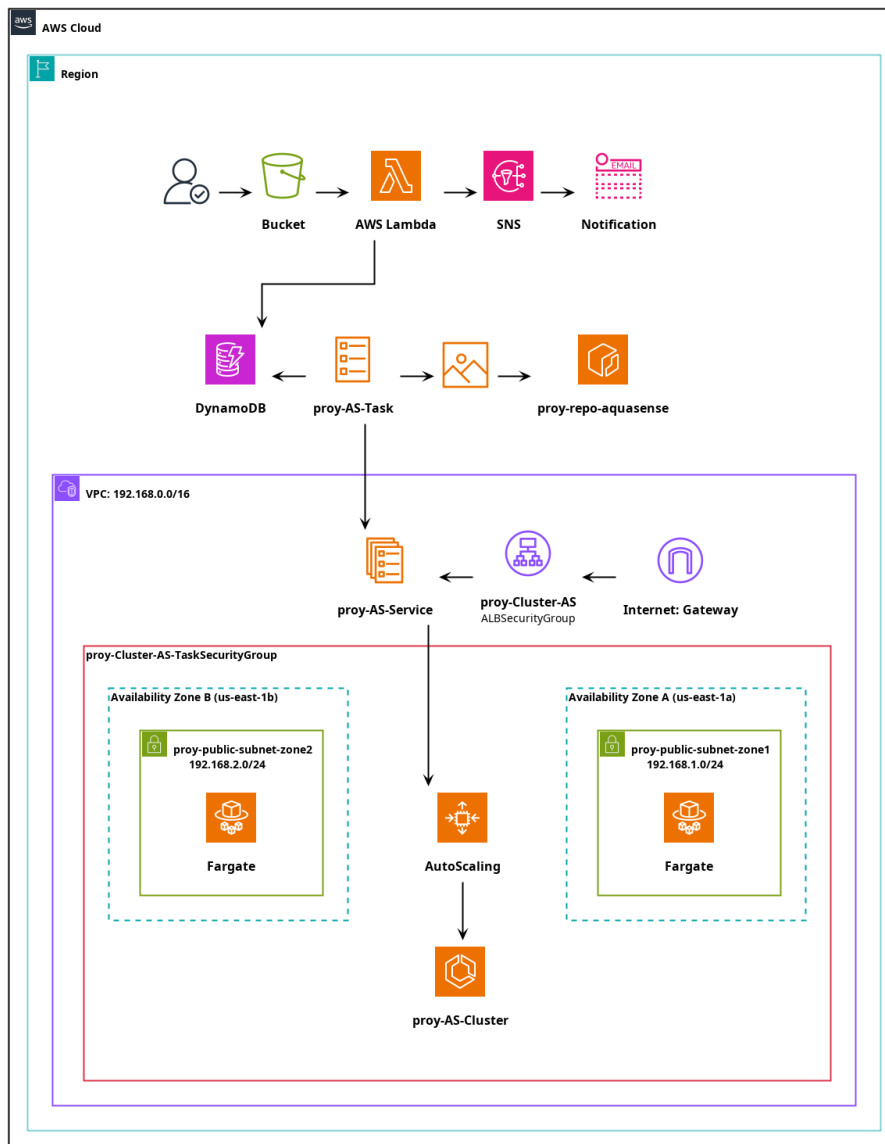 aws
AWS Cloud
Region
EMAIL
Bucket
AWS Lambda
SNS
Notification
DynamoDB
proy-AS-Task
proy-repo-aquasense
VPC: 192.168.0.0/16
proy-AS-Service
proy-Cluster-AS
ALBSecurityGroup
Internet: Gateway
proy-Cluster-AS-TaskSecurityGroup
Availability Zone B (us-east-1b)
proy-public-subnet-zone2
192.168.2.0/24
Fargate
AutoScaling
Availability Zone A (us-east-1a)
proy-public-subnet-zone1
192.168.1.0/24
Fargate
proy-AS-Cluster